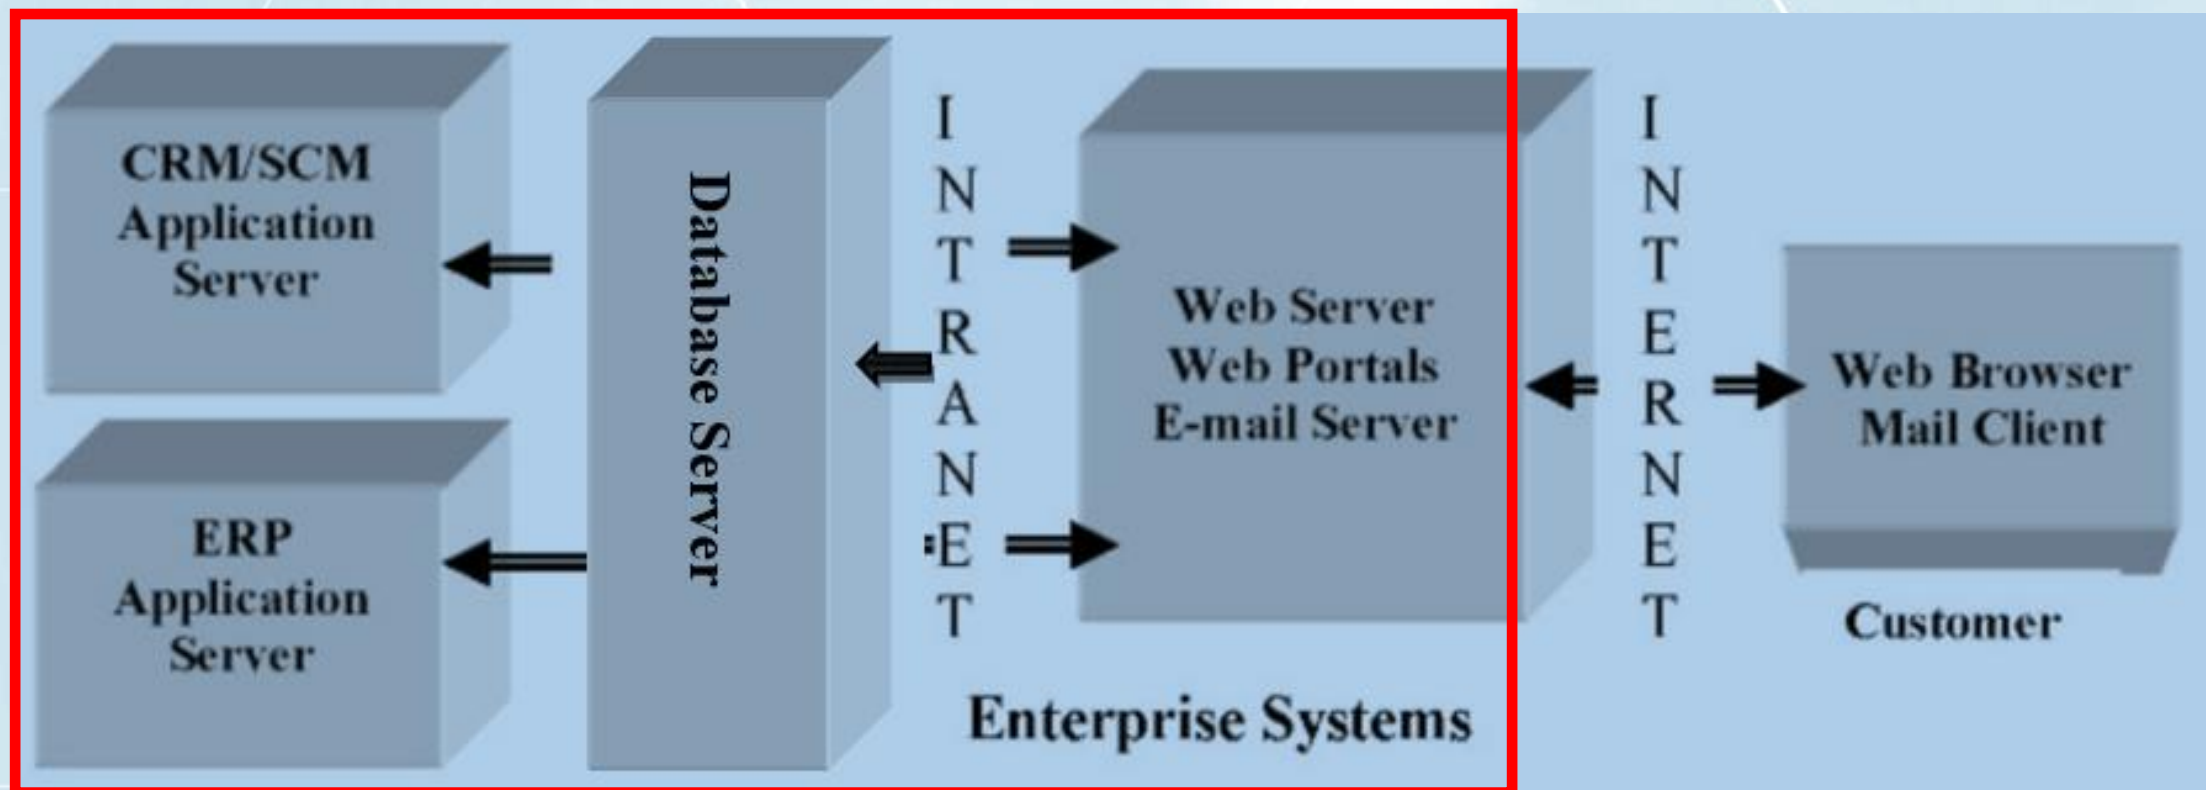 CRM/SCM
Application
Server
ERP
Application
Server
Database Server
INTRANET
Web Server
Web Portals
E-mail Server
Enterprise Systems
INTERNET
Web Browser
Mail Client
Customer